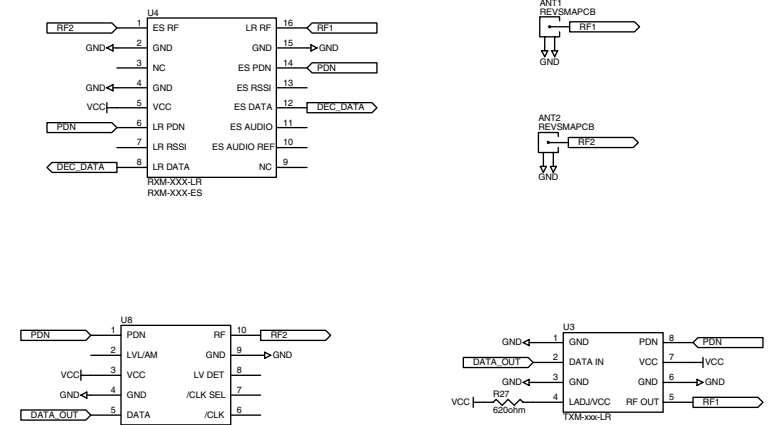 U4
RF2 1 ES RF LR RF 16 RF1
GND 2 GND GND 15 GND
3 NC ES PDN 14 PDN
GND 4 GND ES RSSI 13
VCC 5 VCC ES DATA 12 DEC_DATA
PDN 6 LR PDN ES AUDIO 11
7 LR RSSI ES AUDIO REF 10
DEC_DATA 8 LR DATA NC 9
RXM-XXX-LR
RXM-XXX-ES
ANT1
REVSMAPCB
RF1
GND
ANT2
REVSMAPCB
RF2
GND
U8
PDN 1 PDN RF 10 RF2
2 LVL/AM GND 9 GND
VCC 3 VCC LV DET 8
GND 4 GND /CLK SEL 7
DATA_OUT 5 DATA /CLK 6
U3
GND 1 GND PDN 8 PDN
DATA_OUT 2 DATA IN VCC 7 VCC
GND 3 GND GND 6 GND
VCC R27 4 LADJ/VCC RF OUT 5 RF1
620ohm
TXM-xxx-LR